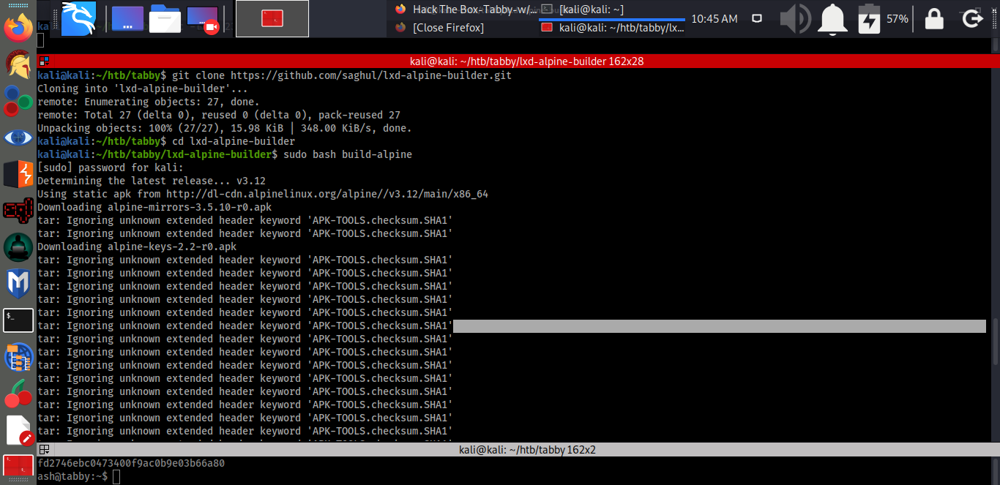 Hack The Box-Tabby-w/...
[kali@kali: ~]
[Close Firefox]
kali@kali: ~/htb/tabby/lx...
10:45 AM
57%
kali@kali: ~/htb/tabby/lxd-alpine-builder 162x28
kali@kali:~/htb/tabby$ git clone https://github.com/saghul/lxd-alpine-builder.git
Cloning into 'lxd-alpine-builder'...
remote: Enumerating objects: 27, done.
remote: Total 27 (delta 0), reused 0 (delta 0), pack-reused 27
Unpacking objects: 100% (27/27), 15.98 KiB | 348.00 KiB/s, done.
kali@kali:~/htb/tabby$ cd lxd-alpine-builder
kali@kali:~/htb/tabby/lxd-alpine-builder$ sudo bash build-alpine
[sudo] password for kali:
Determining the latest release... v3.12
Using static apk from http://dl-cdn.alpinelinux.org/alpine//v3.12/main/x86_64
Downloading alpine-mirrors-3.5.10-r0.apk
tar: Ignoring unknown extended header keyword 'APK-TOOLS.checksum.SHA1'
tar: Ignoring unknown extended header keyword 'APK-TOOLS.checksum.SHA1'
Downloading alpine-keys-2.2-r0.apk
tar: Ignoring unknown extended header keyword 'APK-TOOLS.checksum.SHA1'
tar: Ignoring unknown extended header keyword 'APK-TOOLS.checksum.SHA1'
tar: Ignoring unknown extended header keyword 'APK-TOOLS.checksum.SHA1'
tar: Ignoring unknown extended header keyword 'APK-TOOLS.checksum.SHA1'
tar: Ignoring unknown extended header keyword 'APK-TOOLS.checksum.SHA1'
tar: Ignoring unknown extended header keyword 'APK-TOOLS.checksum.SHA1'
tar: Ignoring unknown extended header keyword 'APK-TOOLS.checksum.SHA1'
tar: Ignoring unknown extended header keyword 'APK-TOOLS.checksum.SHA1'
tar: Ignoring unknown extended header keyword 'APK-TOOLS.checksum.SHA1'
tar: Ignoring unknown extended header keyword 'APK-TOOLS.checksum.SHA1'
tar: Ignoring unknown extended header keyword 'APK-TOOLS.checksum.SHA1'
tar: Ignoring unknown extended header keyword 'APK-TOOLS.checksum.SHA1'
tar: Ignoring unknown extended header keyword 'APK-TOOLS.checksum.SHA1'
tar: Ignoring unknown extended header keyword 'APK-TOOLS.checksum.SHA1'
kali@kali: ~/htb/tabby 162x2
fd2746ebc0473400f9ac0b9e03b66a80
ash@tabby:~$